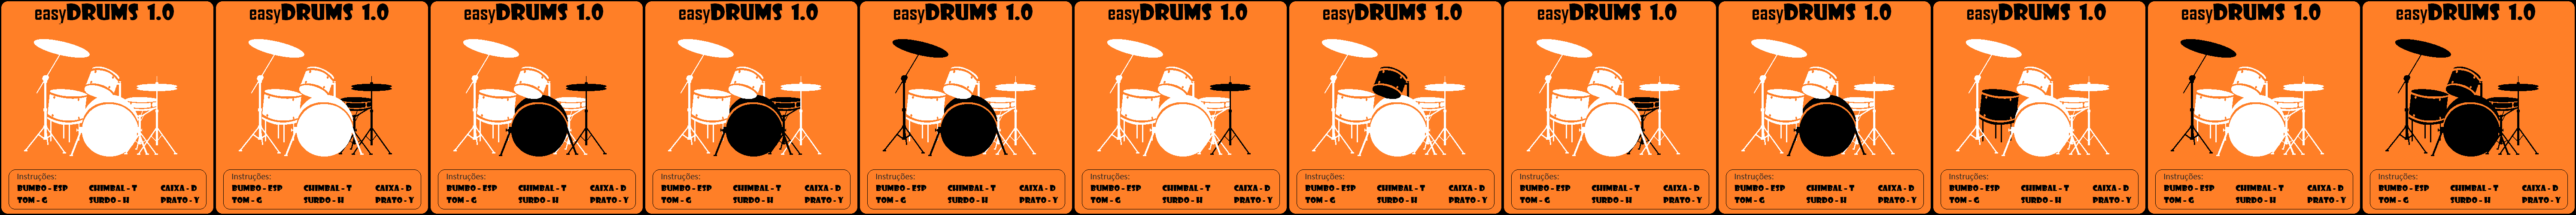 easyDRUMS 1.0
Instruções:
BUMBO - ESP CHIMBAL - T CAIXA - D
TOM - G SURDO - H PRATO - Y
easyDRUMS 1.0
Instruções:
BUMBO - ESP CHIMBAL - T CAIXA - D
TOM - G SURDO - H PRATO - Y
easyDRUMS 1.0
Instruções:
BUMBO - ESP CHIMBAL - T CAIXA - D
TOM - G SURDO - H PRATO - Y
easyDRUMS 1.0
Instruções:
BUMBO - ESP CHIMBAL - T CAIXA - D
TOM - G SURDO - H PRATO - Y
easyDRUMS 1.0
Instruções:
BUMBO - ESP CHIMBAL - T CAIXA - D
TOM - G SURDO - H PRATO - Y
easyDRUMS 1.0
Instruções:
BUMBO - ESP CHIMBAL - T CAIXA - D
TOM - G SURDO - H PRATO - Y
easyDRUMS 1.0
Instruções:
BUMBO - ESP CHIMBAL - T CAIXA - D
TOM - G SURDO - H PRATO - Y
easyDRUMS 1.0
Instruções:
BUMBO - ESP CHIMBAL - T CAIXA - D
TOM - G SURDO - H PRATO - Y
easyDRUMS 1.0
Instruções:
BUMBO - ESP CHIMBAL - T CAIXA - D
TOM - G SURDO - H PRATO - Y
easyDRUMS 1.0
Instruções:
BUMBO - ESP CHIMBAL - T CAIXA - D
TOM - G SURDO - H PRATO - Y
easyDRUMS 1.0
Instruções:
BUMBO - ESP CHIMBAL - T CAIXA - D
TOM - G SURDO - H PRATO - Y
easyDRUMS 1.0
Instruções:
BUMBO - ESP CHIMBAL - T CAIXA - D
TOM - G SURDO - H PRATO - Y